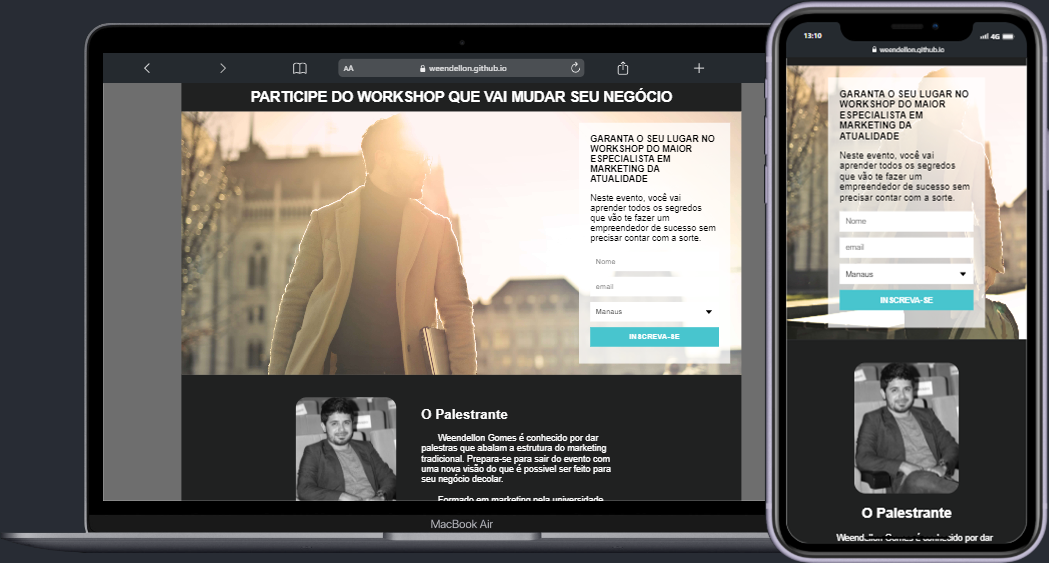 AA
weendellon.github.io
PARTICIPE DO WORKSHOP QUE VAI MUDAR SEU NEGÓCIO
GARANTA O SEU LUGAR NO
WORKSHOP DO MAIOR
ESPECIALISTA EM
MARKETING DA
ATUALIDADE
Neste evento, você vai
aprender todos os segredos
que vão te fazer um
empreendedor de sucesso sem
precisar contar com a sorte.
Nome
email
Manaus
INSCREVA-SE
O Palestrante
Weendellon Gomes é conhecido por dar
palestras que abalam a estrutura do marketing
tradicional. Prepara-se para sair do evento com
uma nova visão do que é possivel ser feito para
seu negócio decolar.
Formado em marketing pela universidade
MacBook Air
13:10
4G
weendellon.github.io
GARANTA O SEU LUGAR NO
WORKSHOP DO MAIOR
ESPECIALISTA EM
MARKETING DA
ATUALIDADE
Neste evento, você vai
aprender todos os segredos
que vão te fazer um
empreendedor de sucesso sem
precisar contar com a sorte.
Nome
email
Manaus
INSCREVA-SE
O Palestrante
Weendellon Gomes é conhecido por dar